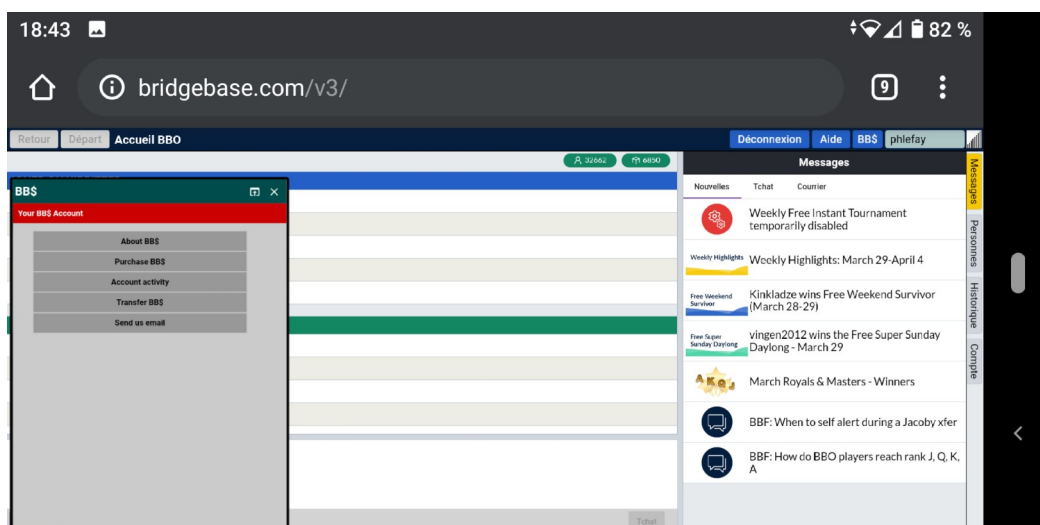 18:43
82 %
bridgebase.com/v3/
9
Retour Départ Accueil BBO
Déconnexion Aide BB$ phlefay
32662 6850
BB$
Your BB$ Account
About BB$
Purchase BB$
Account activity
Transfer BB$
Send us email
Tchat
Messages
Nouvelles Tchat Courrier
Weekly Free Instant Tournament
temporarily disabled
Weekly Highlights
Weekly Highlights: March 29-April 4
Free Weekend
Survivor
Kinkladze wins Free Weekend Survivor
(March 28-29)
Free Super
Sunday Daylong
vingen2012 wins the Free Super Sunday
Daylong - March 29
A K Q J
March Royals & Masters - Winners
BBF: When to self alert during a Jacoby xfer
BBF: How do BBO players reach rank J, Q, K,
A
Messages
Personnes
Historique
Compte